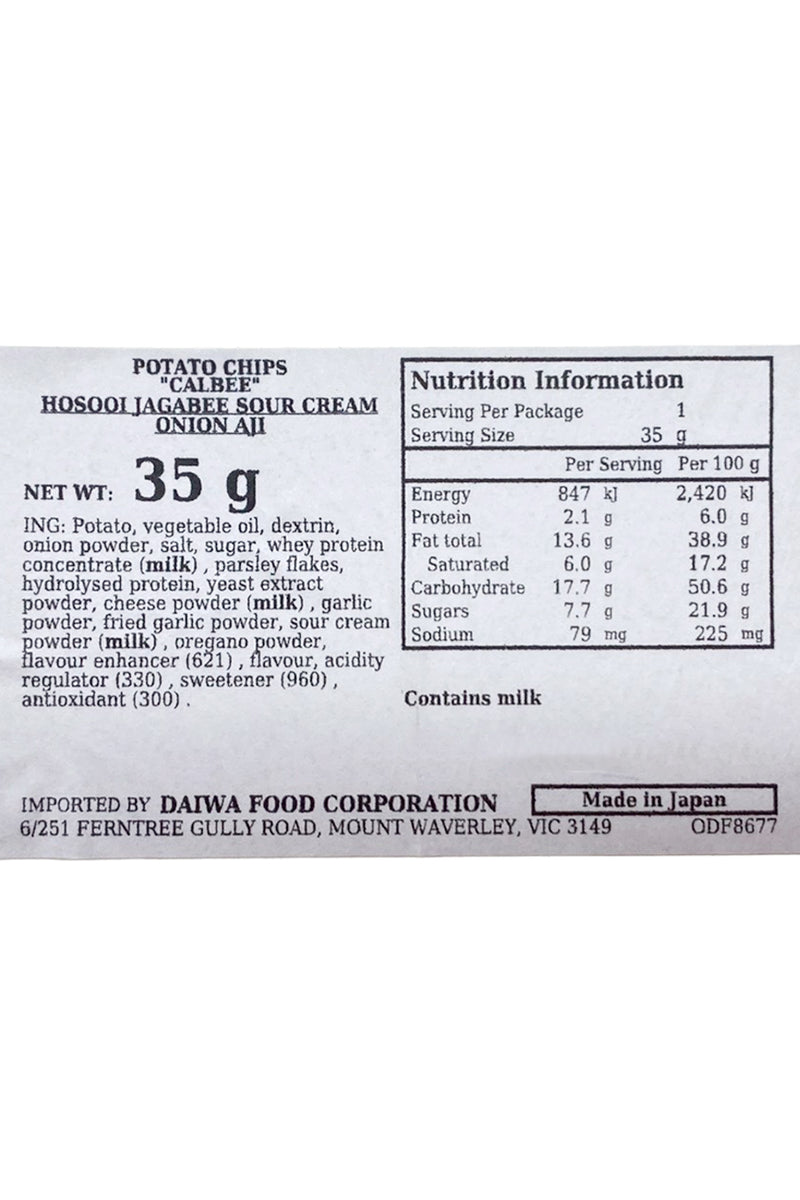 POTATO CHIPS
"CALBEE"
HOSOOI JAGABEE SOUR CREAM
ONION AJI
NET WT: 35 g
ING: Potato, vegetable oil, dextrin,
onion powder, salt, sugar, whey protein
concentrate (milk) , parsley flakes,
hydrolysed protein, yeast extract
powder, cheese powder (milk) , garlic
powder, fried garlic powder, sour cream
powder (milk) , oregano powder,
flavour enhancer (621) , flavour, acidity
regulator (330) , sweetener (960) ,
antioxidant (300) .
Nutrition Information
Serving Per Package 1
Serving Size 35 g
Per Serving Per 100 g
Energy 847 kJ 2,420 kJ
Protein 2.1 g 6.0 g
Fat total 13.6 g 38.9 g
Saturated 6.0 g 17.2 g
Carbohydrate 17.7 g 50.6 g
Sugars 7.7 g 21.9 g
Sodium 79 mg 225 mg
Contains milk
IMPORTED BY DAIWA FOOD CORPORATION
Made in Japan
6/251 FERNTREE GULLY ROAD, MOUNT WAVERLEY, VIC 3149
ODF8677